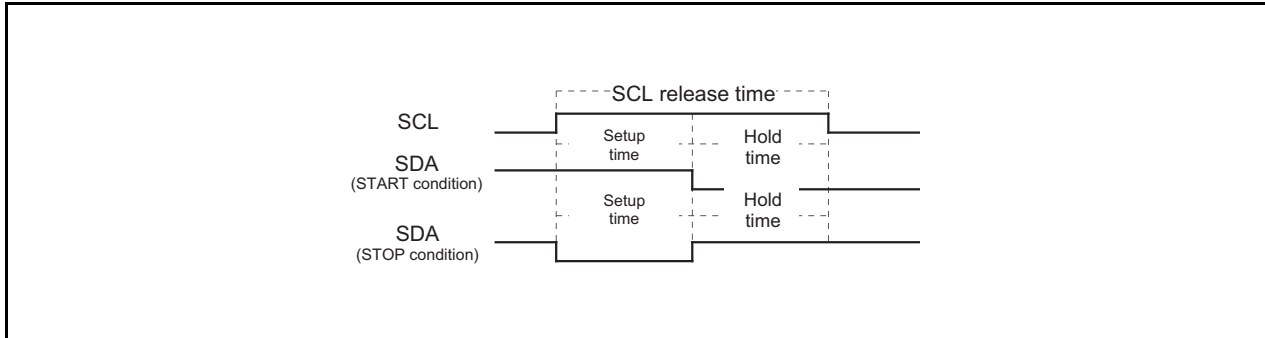 SCL release time
SCL
Setup
time
Hold
time
SDA
(START condition)
Setup
time
Hold
time
SDA
(STOP condition)